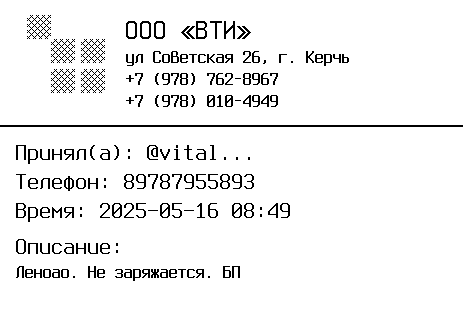 ООО «ВТИ»
ул Советская 26, г. Керчь
+7 (978) 762-8967
+7 (978) 010-4949
Принял(а): @vital...
Телефон: 89787955893
Время: 2025-05-16 08:49
Описание:
Леноао. Не заряжается. БП